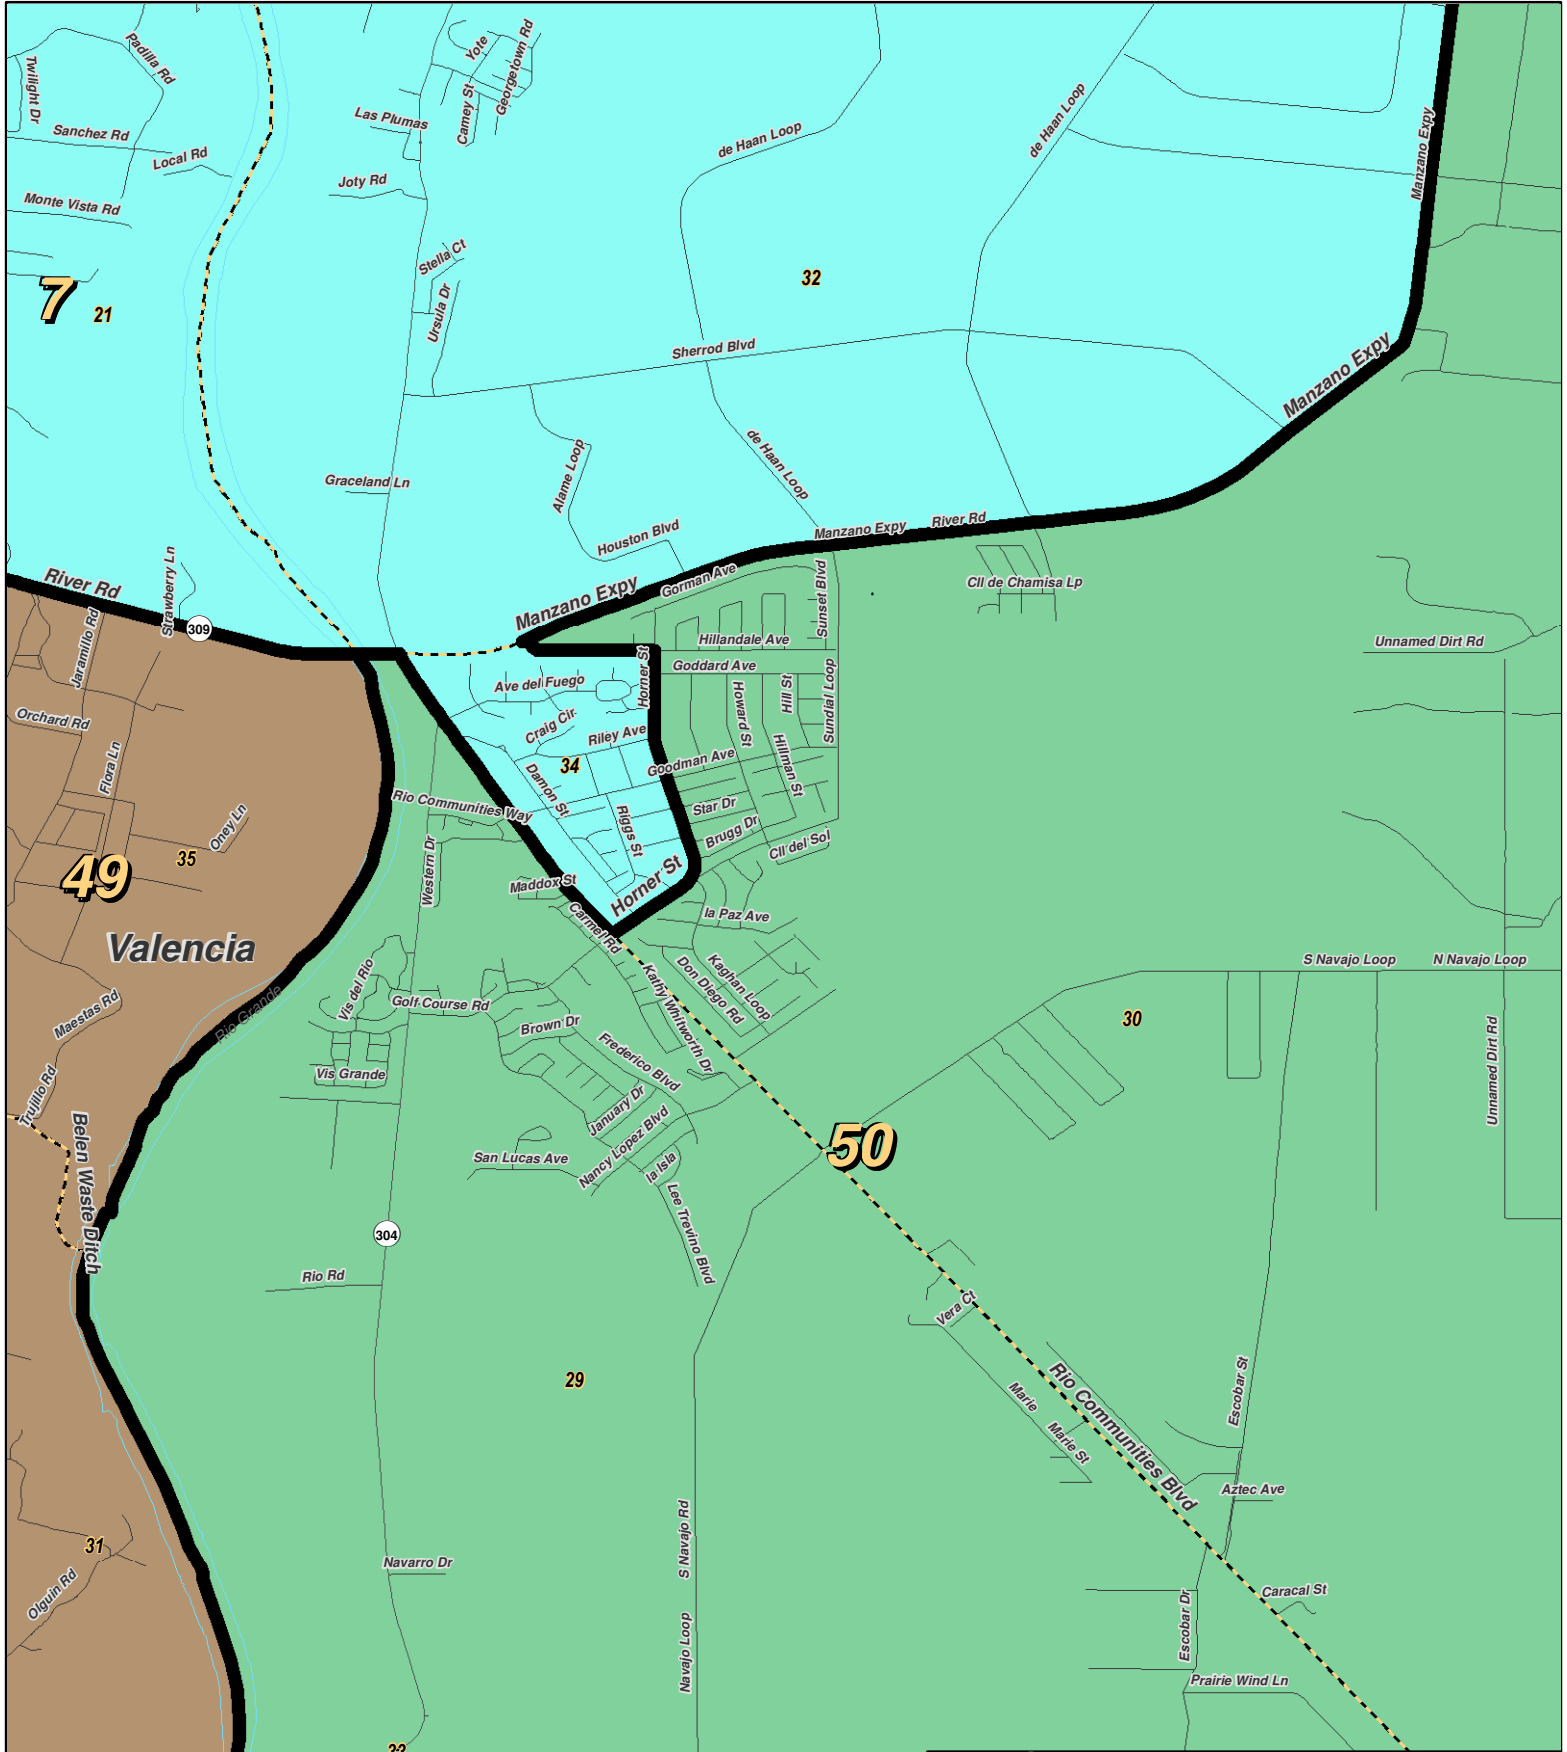 Padilla Rd
Twilight Dr
Yote
Georgetown Rd
Camey St
Las Plumas
Sanchez Rd
Local Rd
Joty Rd
Monte Vista Rd
de Haan Loop
de Haan Loop
Manzano Expy
Stella Ct
Ursula Dr
7
21
32
Sherrod Blvd
Manzano Expy
Alame Loop
de Haan Loop
Graceland Ln
Houston Blvd
Manzano Expy
River Rd
River Rd
Strawberry Ln
309
Jaramillo Rd
Manzano Expy
Gorman Ave
Sunset Blvd
Cll de Chamisa Lp
Unnamed Dirt Rd
Hillandale Ave
Horner St
Goddard Ave
Ave del Fuego
Orchard Rd
Flora Ln
Craig Cir
Riley Ave
Howard St
Hill St
Sundial Loop
34
Goodman Ave
Hillman St
Damon St
Rio Communities Way
Riggs St
Star Dr
Brugg Dr
Cll del Sol
Oney Ln
35
49
Western Dr
Maddox St
Horner St
Carmel Rd
la Paz Ave
Valencia
S Navajo Loop
N Navajo Loop
Vis del Rio
Kathy Whitworth Dr
Don Diego Rd
Kaghan Loop
Golf Course Rd
Maestas Rd
Rio Grande
Brown Dr
Frederico Blvd
30
Unnamed Dirt Rd
Vis Grande
Trujillo Rd
January Dr
Nancy Lopez Blvd
50
Belen Waste Ditch
San Lucas Ave
la Isla
Lee Trevino Blvd
304
Rio Rd
Vera Ct
29
Marie
Marie St
Rio Communities Blvd
Escobar St
Aztec Ave
S Navajo Rd
31
Navarro Dr
Olguin Rd
Caracal St
Escobar Dr
Navajo Loop
Prairie Wind Ln